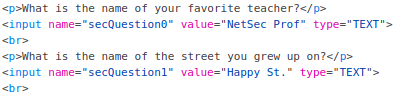 <p>What is the name of your favorite teacher?</p>
<input name="secQuestion0" value="NetSec Prof" type="TEXT">
<br>
<p>What is the name of the street you grew up on?</p>
<input name="secQuestion1" value="Happy St." type="TEXT">
<br>